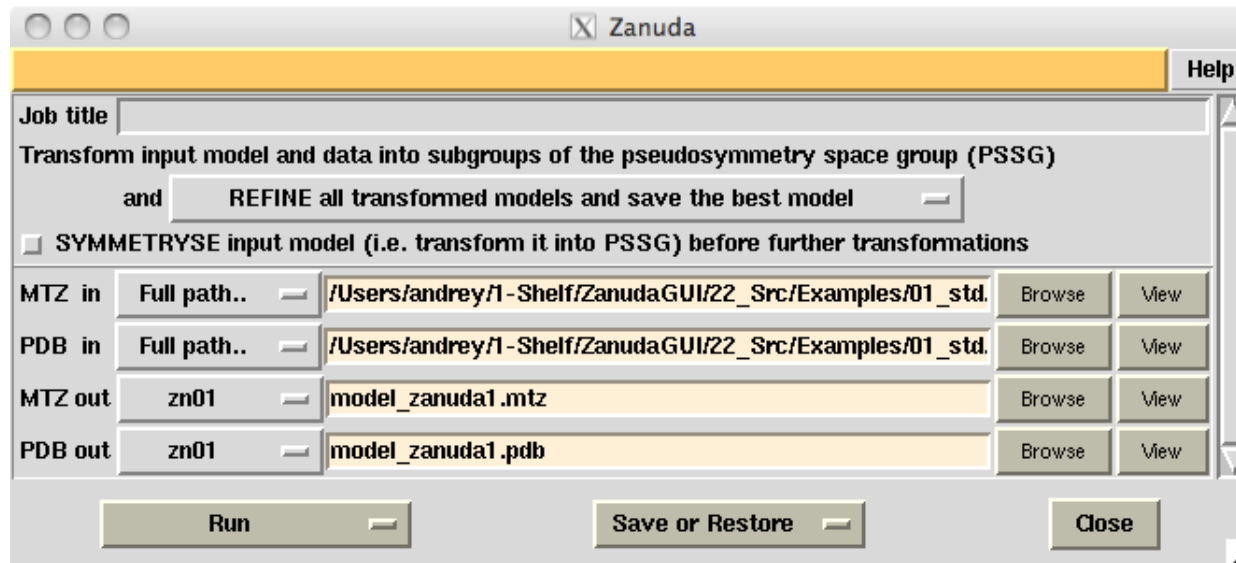 X Zanuda
Help
Job title
Transform input model and data into subgroups of the pseudosymmetry space group (PSSG)
and REFINE all transformed models and save the best model
SYMMETRYSE input model (i.e. transform it into PSSG) before further transformations
MTZ in Full path.. /Users/andrey/1-Shelf/ZanudaGUI/22_Src/Examples/01_std. Browse View
PDB in Full path.. /Users/andrey/1-Shelf/ZanudaGUI/22_Src/Examples/01_std. Browse View
MTZ out zn01 model_zanuda1.mtz Browse View
PDB out zn01 model_zanuda1.pdb Browse View
Run Save or Restore Close